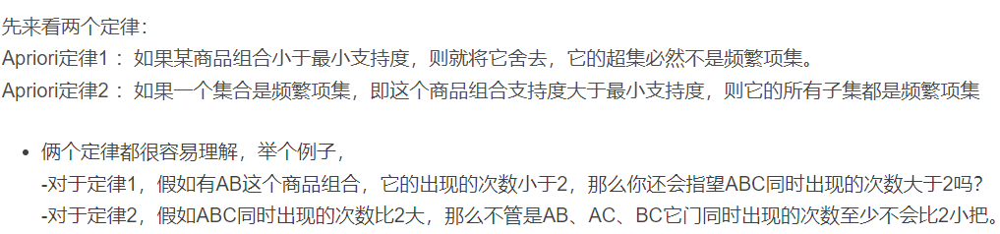 先来看两个定律：
Apriori定律1 ：如果某商品组合小于最小支持度，则就将它舍去，它的超集必然不是频繁项集。
Apriori定律2 ：如果一个集合是频繁项集，即这个商品组合支持度大于最小支持度，则它的所有子集都是频繁项集
• 俩个定律都很容易理解，举个例子，
-对于定律1，假如有AB这个商品组合，它的出现的次数小于2，那么你还会指望ABC同时出现的次数大于2吗?
-对于定律2，假如ABC同时出现的次数比2大，那么不管是AB、AC、BC它门同时出现的次数至少不会比2小把。